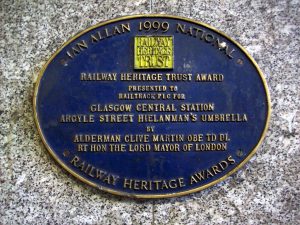 IAN ALLAN 1999 NATIONAL
RAILWAY
HERITAGE
TRUST
RAILWAY HERITAGE TRUST AWARD
PRESENTED TO
RAILTRACK PLC FOR
GLASGOW CENTRAL STATION
ARGYLE STREET HIELANMAN'S UMBRELLA
BY
ALDERMAN CLIVE MARTIN OBE TD DL
RT HON THE LORD MAYOR OF LONDON
RAILWAY HERITAGE AWARDS